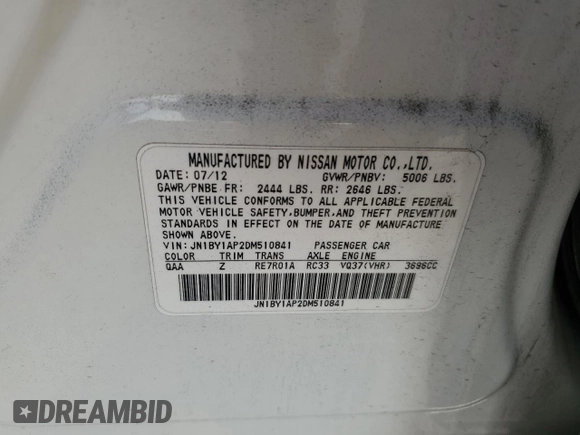 MANUFACTURED BY NISSAN MOTOR CO.,LTD.
DATE: 07/12 GVWR/PNBV: 5006 LBS.
GAWR/PNBE FR: 2444 LBS. RR: 2646 LBS.
THIS VEHICLE CONFORMS TO ALL APPLICABLE FEDERAL
MOTOR VEHICLE SAFETY,BUMPER,AND THEFT PREVENTION
STANDARDS IN EFFECT ON THE DATE OF MANUFACTURE
SHOWN ABOVE.
VIN: JN1BY1AP2DM510841 PASSENGER CAR
COLOR TRIM TRANS AXLE ENGINE
QAA Z RE7R01A RC33 VQ37(VHR) 3696CC
JN1BY1AP2DM510841
DREAMBID